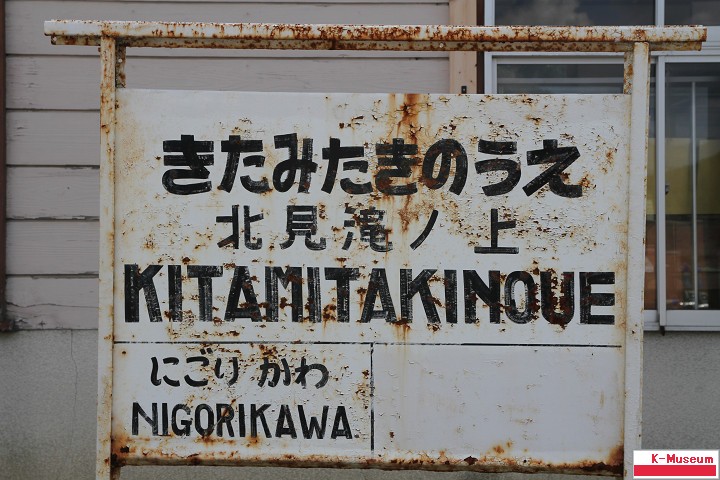 きたみたきのうえ
北見滝ノ上
KITAMITAKINOUE
にごりかわ
NIGORIKAWA
K-Museum